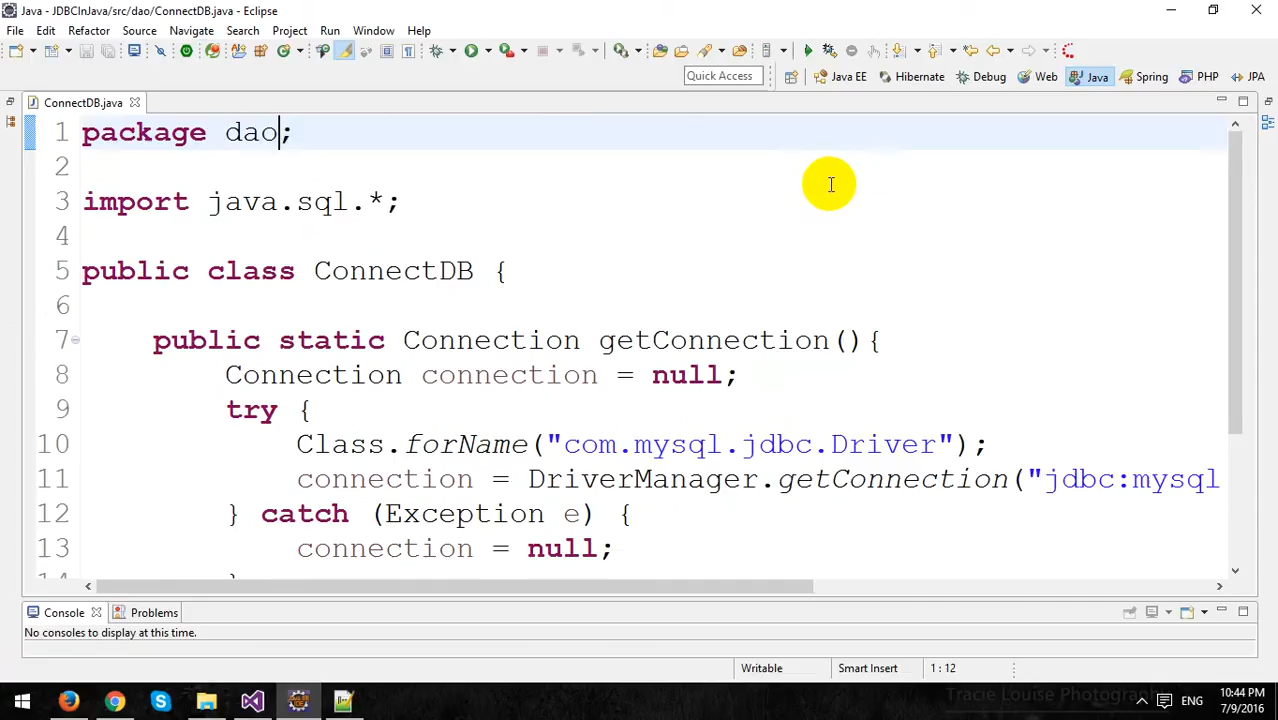 Java - JDBCInJava/src/dao/ConnectDB.java - Eclipse
File Edit Refactor Source Navigate Search Project Run Window Help
Quick Access Java EE Hibernate Debug Web Java Spring PHP JPA
ConnectDB.java
1 package dao;
2
3 import java.sql.*;
4
5 public class ConnectDB {
6
7 public static Connection getConnection(){
8 Connection connection = null;
9 try {
10 Class.forName("com.mysql.jdbc.Driver");
11 connection = DriverManager.getConnection("jdbc:mysql
12 } catch (Exception e) {
13 connection = null;
Console Problems
No consoles to display at this time.
Writable Smart Insert 1 : 12
Tracie Louise Photography
ENG 10:44 PM
7/9/2016